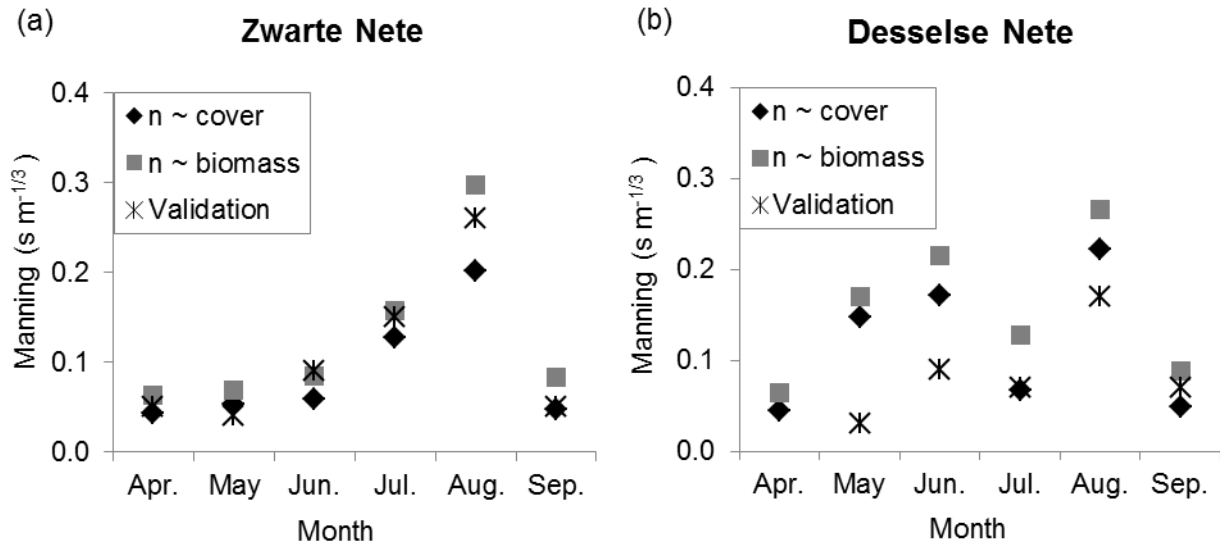 (a)
Zwarte Nete
0.4
0.3
0.2
0.1
0.0
Manning (s m-1/3)
n ~ cover
n ~ biomass
Validation
Apr. May Jun. Jul. Aug. Sep.
Month
(b)
Desselse Nete
0.4
0.3
0.2
0.1
0.0
Manning (s m-1/3)
n ~ cover
n ~ biomass
Validation
Apr. May Jun. Jul. Aug. Sep.
Month